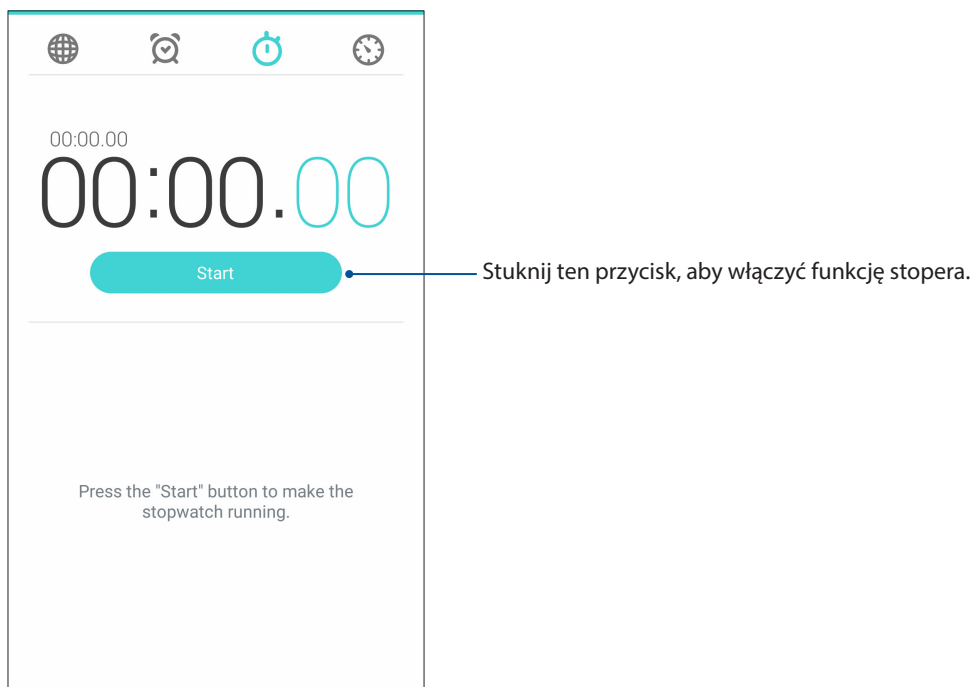 00:00.00
00:00.00
Start
Stuknij ten przycisk, aby włączyć funkcję stopera.
Press the "Start" button to make the
stopwatch running.